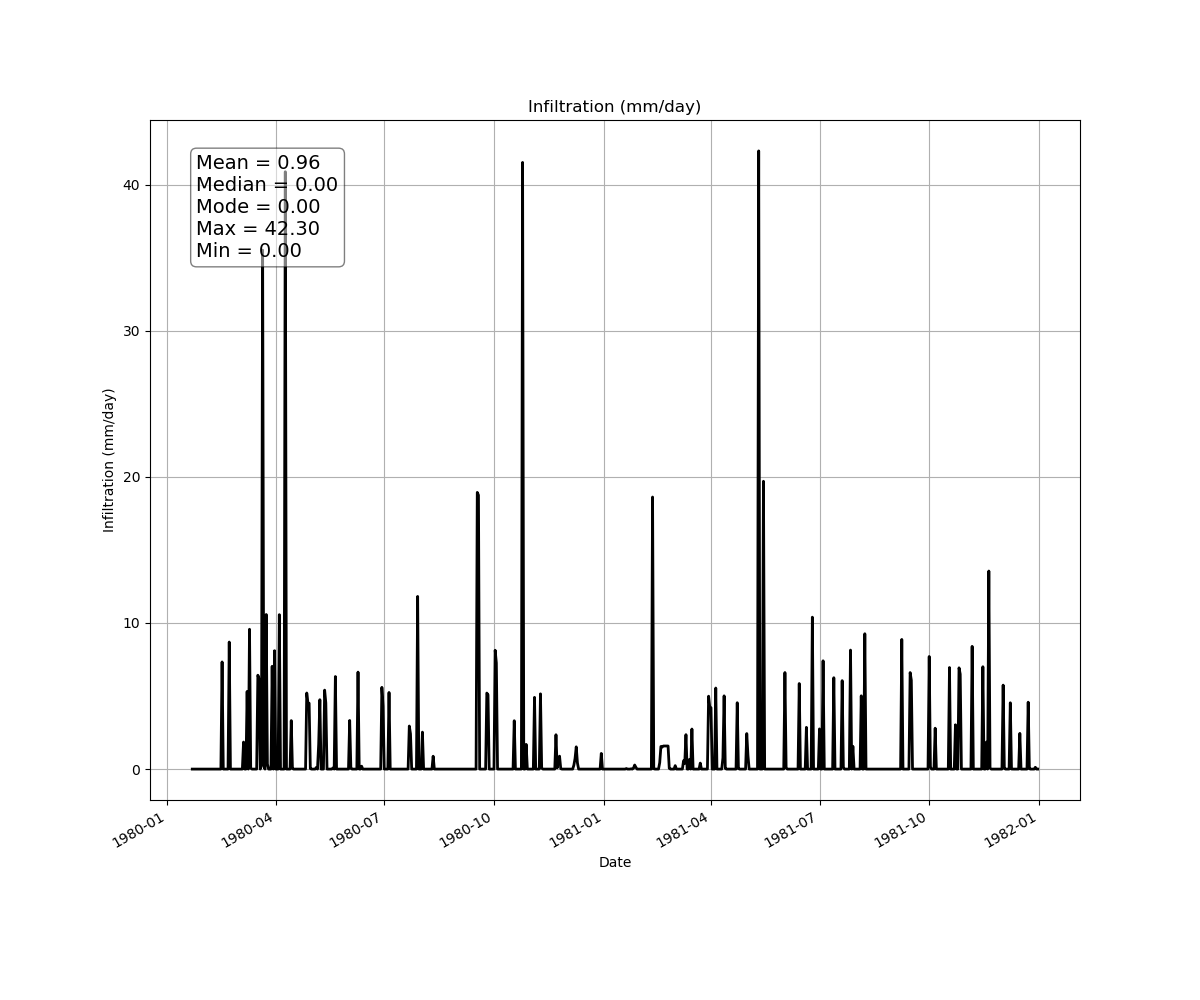 Infiltration (mm/day)
Mean = 0.96
Median = 0.00
Mode = 0.00
Max = 42.30
Min = 0.00
40
30
20
10
0
Infiltration (mm/day)
1980-01
1980-04
1980-07
1980-10
1981-01
1981-04
1981-07
1981-10
1982-01
Date